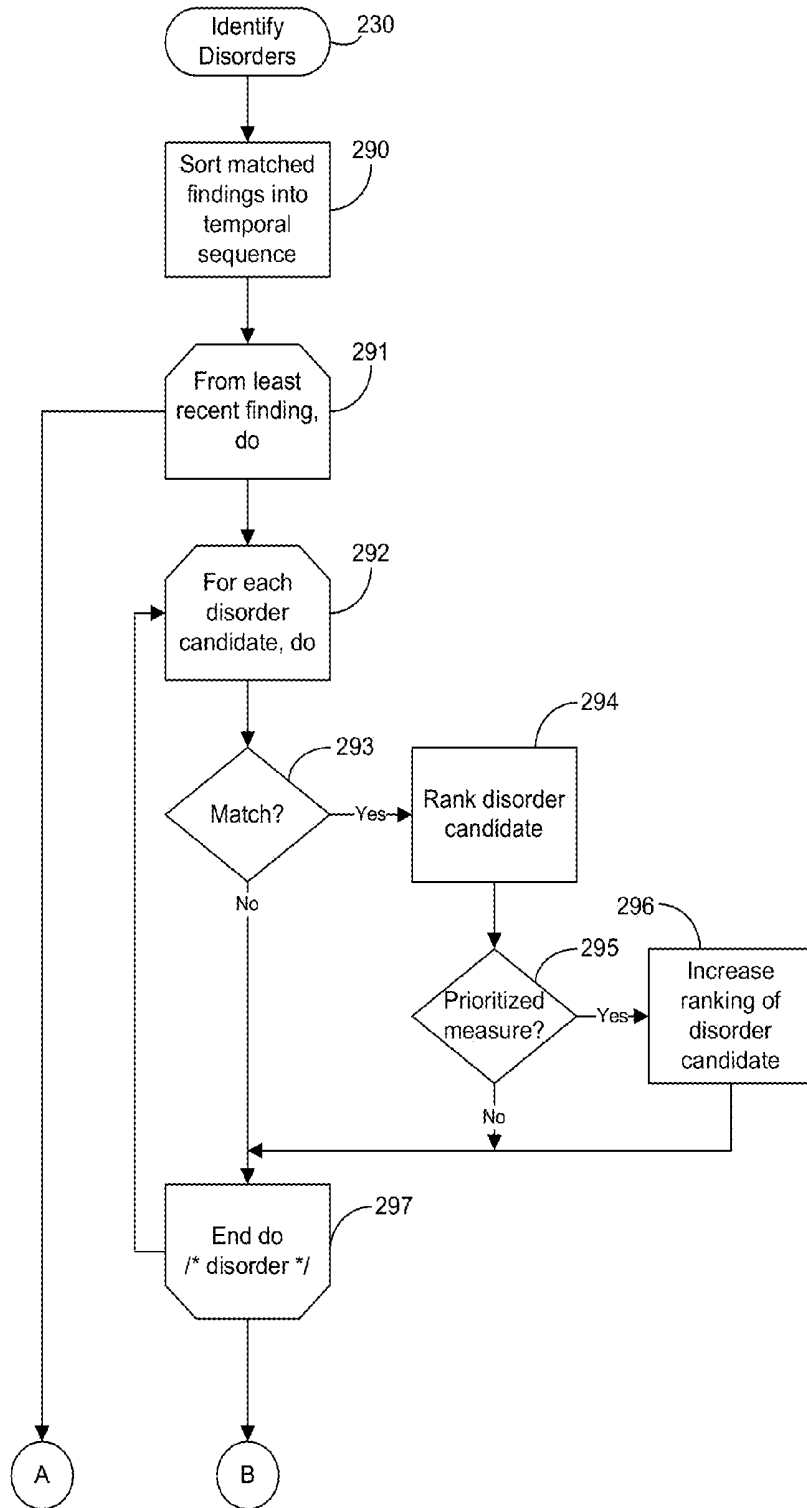 Identify
Disorders
230
290
Sort matched
findings into
temporal
sequence
291
From least
recent finding,
do
292
For each
disorder
candidate, do
293
Match?
Yes
294
Rank disorder
candidate
No
295
Prioritized
measure?
Yes
296
Increase
ranking of
disorder
candidate
No
297
End do
/* disorder */
A
B